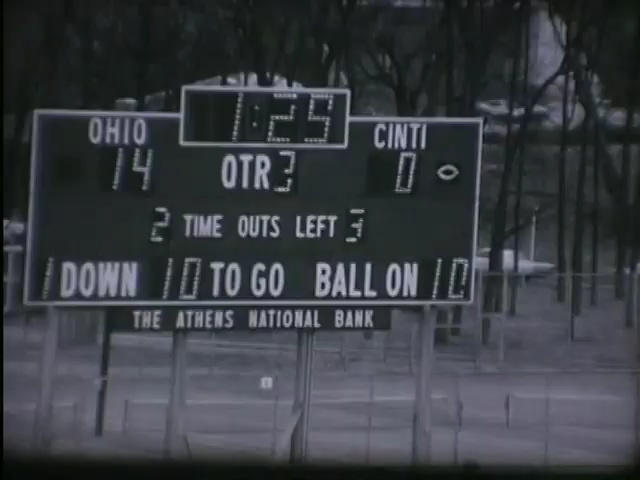 1:25
OHIO CINTI
14 QTR 3 0
2 TIME OUTS LEFT 3
1 DOWN 10 TO GO BALL ON 10
THE ATHENS NATIONAL BANK